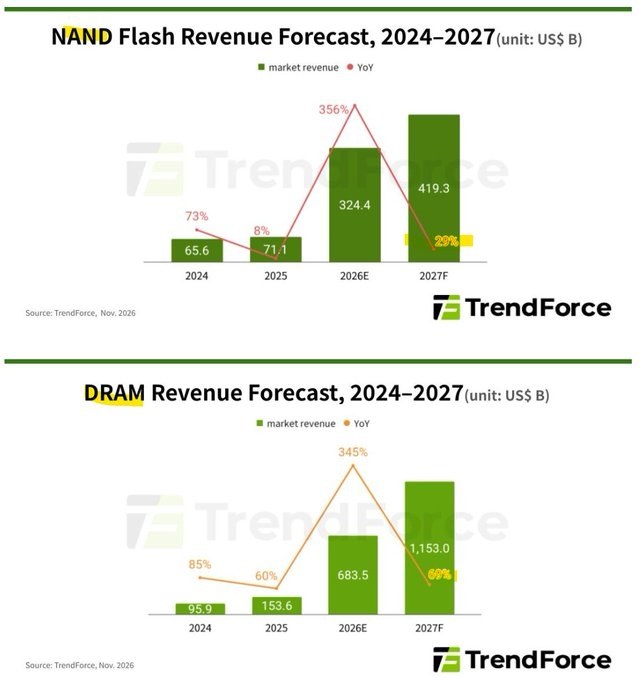 NAND Flash Revenue Forecast, 2024–2027(unit: US$ B)
market revenue YoY
356%
TrendForce
419.3
324.4
73%
8%
29%
65.6
71.1
2024 2025 2026E 2027F
Source: TrendForce, Nov. 2026
TrendForce
DRAM Revenue Forecast, 2024–2027(unit: US$ B)
market revenue YoY
345%
TrendForce
1,153.0
85%
60%
683.5
69%
95.9
153.6
2024 2025 2026E 2027F
Source: TrendForce, Nov. 2026
TrendForce